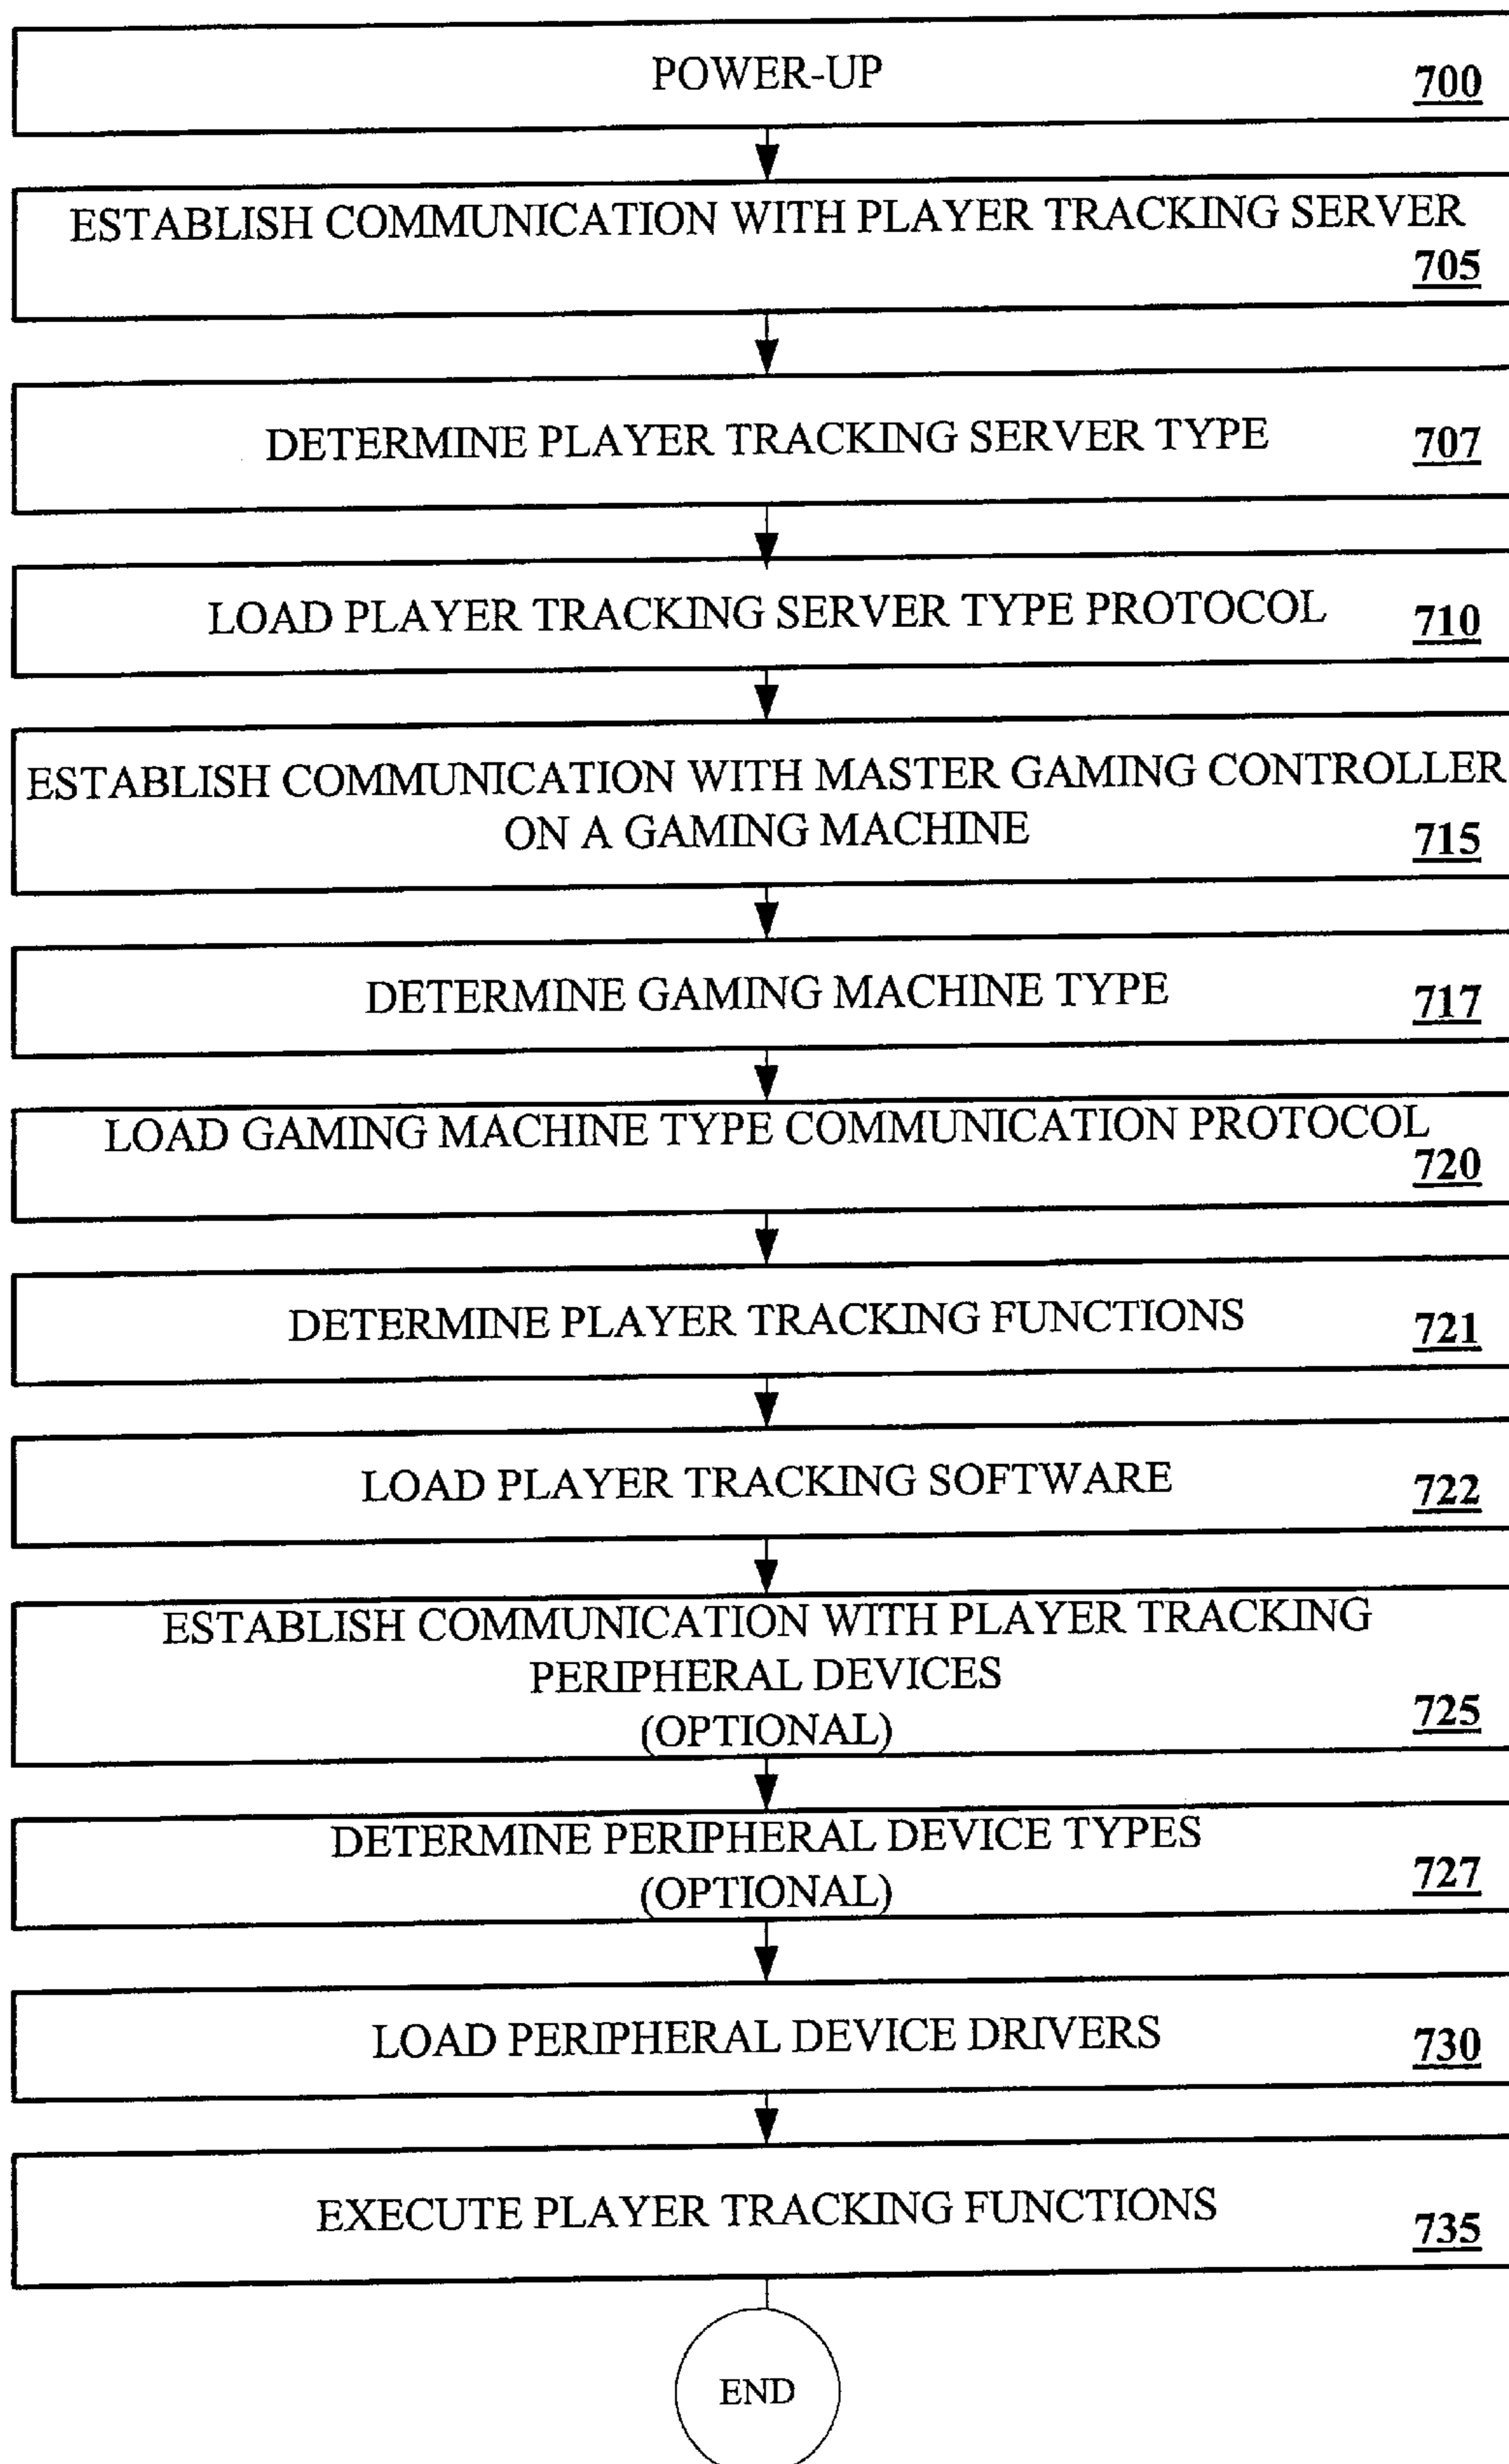 POWER-UP
700
ESTABLISH COMMUNICATION WITH PLAYER TRACKING SERVER
705
DETERMINE PLAYER TRACKING SERVER TYPE
707
LOAD PLAYER TRACKING SERVER TYPE PROTOCOL
710
ESTABLISH COMMUNICATION WITH MASTER GAMING CONTROLLER
ON A GAMING MACHINE
715
DETERMINE GAMING MACHINE TYPE
717
LOAD GAMING MACHINE TYPE COMMUNICATION PROTOCOL
720
DETERMINE PLAYER TRACKING FUNCTIONS
721
LOAD PLAYER TRACKING SOFTWARE
722
ESTABLISH COMMUNICATION WITH PLAYER TRACKING
PERIPHERAL DEVICES
(OPTIONAL)
725
DETERMINE PERIPHERAL DEVICE TYPES
(OPTIONAL)
727
LOAD PERIPHERAL DEVICE DRIVERS
730
EXECUTE PLAYER TRACKING FUNCTIONS
735
END